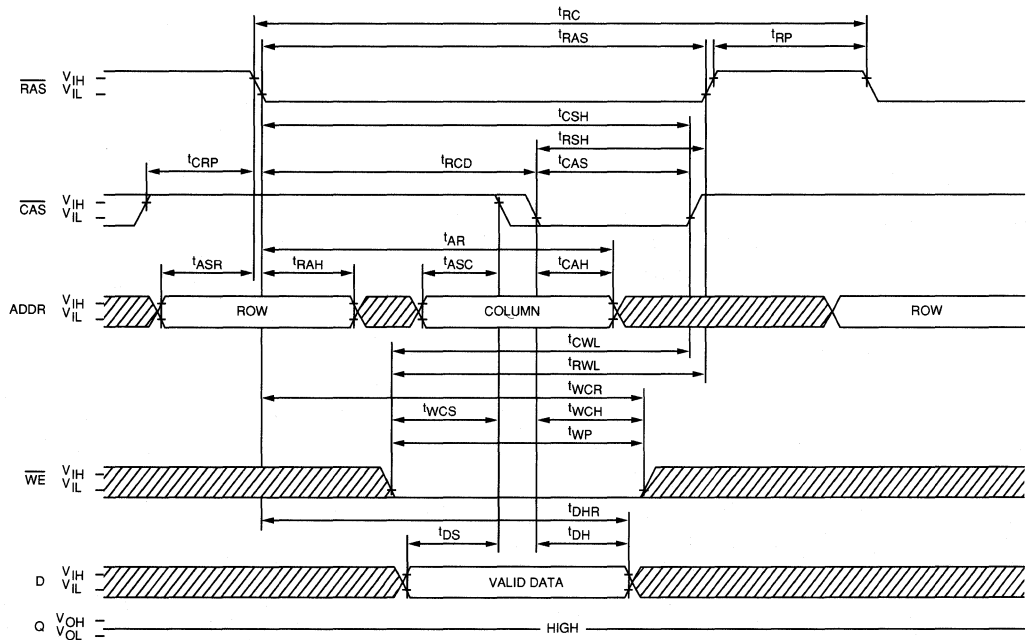 tRC
tRAS
tRP
RAS VIH
VIL
tCSH
tRSH
tCRP
tRCD
tCAS
CAS VIH
VIL
tAR
tASR
tRAH
tASC
tCAH
ADDR VIH
VIL
ROW
COLUMN
ROW
tCWL
tRWL
tWCR
tWCS
tWCH
tWP
WE VIH
VIL
tDHR
tDS
tDH
D VIH
VIL
VALID DATA
Q VOH
VOL
HIGH